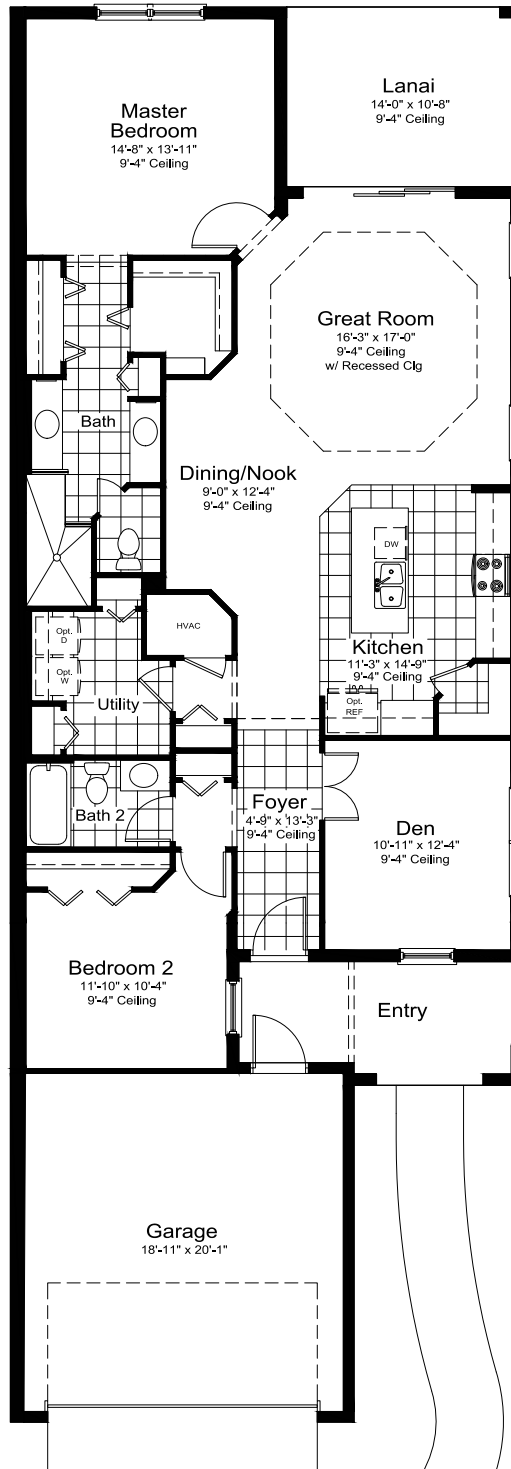 Master
Bedroom
14'-8" x 13'-11"
9'-4" Ceiling
Lanai
14'-0" x 10'-8"
9'-4" Ceiling
Great Room
16'-3" x 17'-0"
9'-4" Ceiling
w/ Recessed Clg
Bath
Dining/Nook
9'-0" x 12'-4"
9'-4" Ceiling
DW
Kitchen
11'-3" x 14'-9"
9'-4" Ceiling
Opt.
REF
HVAC
Opt.
D
Opt.
W
Utility
Bath 2
Foyer
4'-9" x 13'-3"
9'-4" Ceiling
Den
10'-11" x 12'-4"
9'-4" Ceiling
Bedroom 2
11'-10" x 10'-4"
9'-4" Ceiling
Entry
Garage
18'-11" x 20'-1"